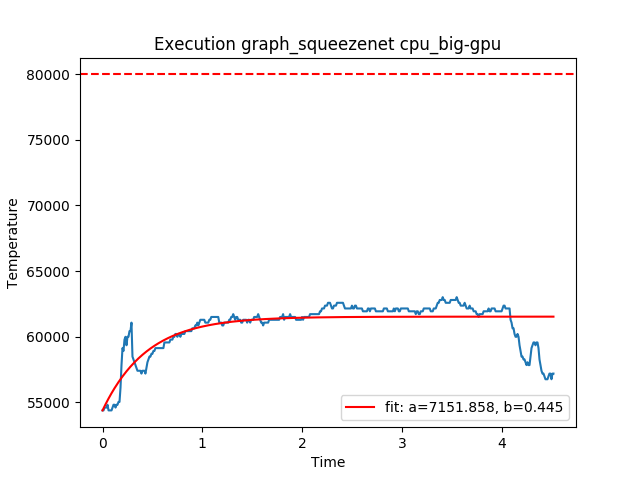 Execution graph_squeezenet cpu_big-gpu
80000
75000
70000
65000
60000
55000
Temperature
fit: a=7151.858, b=0.445
0
1
2
3
4
Time